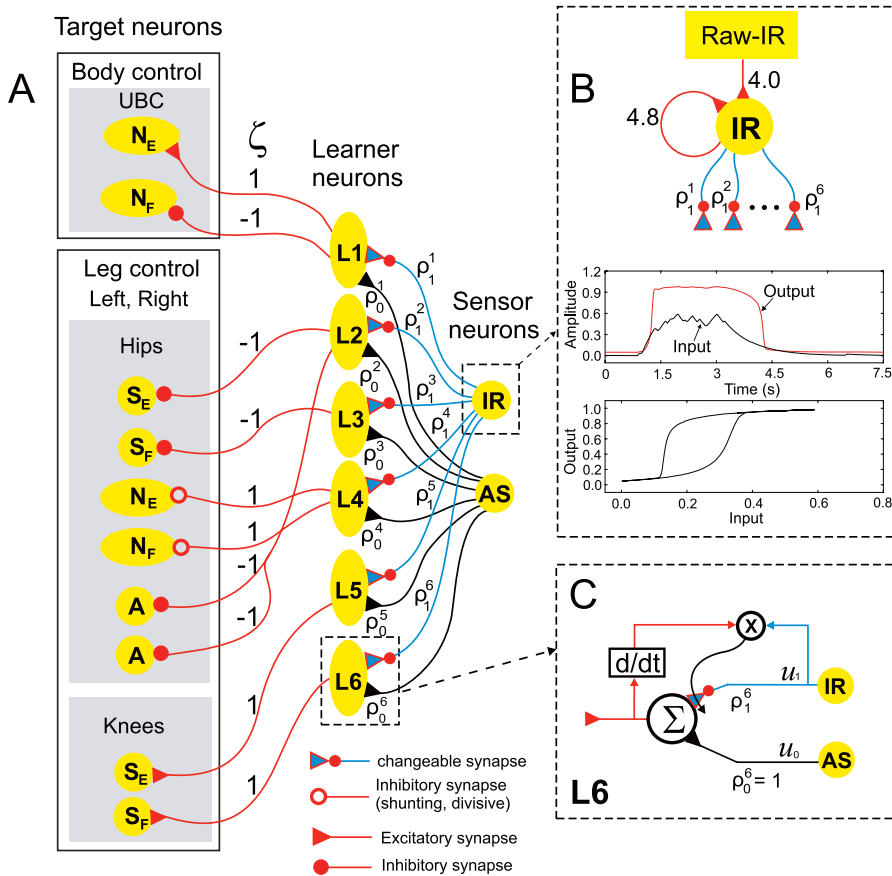 Target neurons
A
Body control
UBC
N_E
N_F
ζ
1
-1
Learner
neurons
Leg control
Left, Right
Hips
S_E
S_F
N_E
N_F
A
A
-1
-1
1
1
-1
-1
Knees
S_E
S_F
1
1
L1
L2
L3
L4
L5
L6
ρ_0^1
ρ_0^2
ρ_0^3
ρ_0^4
ρ_0^5
ρ_0^6
ρ_1^1
ρ_1^2
ρ_1^3
ρ_1^4
ρ_1^5
ρ_1^6
Sensor
neurons
IR
AS
changeable synapse
Inhibitory synapse
(shunting, divisive)
Excitatory synapse
Inhibitory synapse
B
Raw-IR
4.0
4.8
IR
ρ_1^1 ρ_1^2 ••• ρ_1^6
Amplitude
1.2
0.9
0.6
0.3
0.0
Output
Input
0 1.5 3.0 4.5 6.0 7.5
Time (s)
Output
1.0
0.8
0.6
0.4
0.2
0.0
0.0 0.2 0.4 0.6 0.8
Input
C
X
d/dt
Σ
u_1
IR
ρ_1^6
u_0
AS
ρ_0^6 = 1
L6